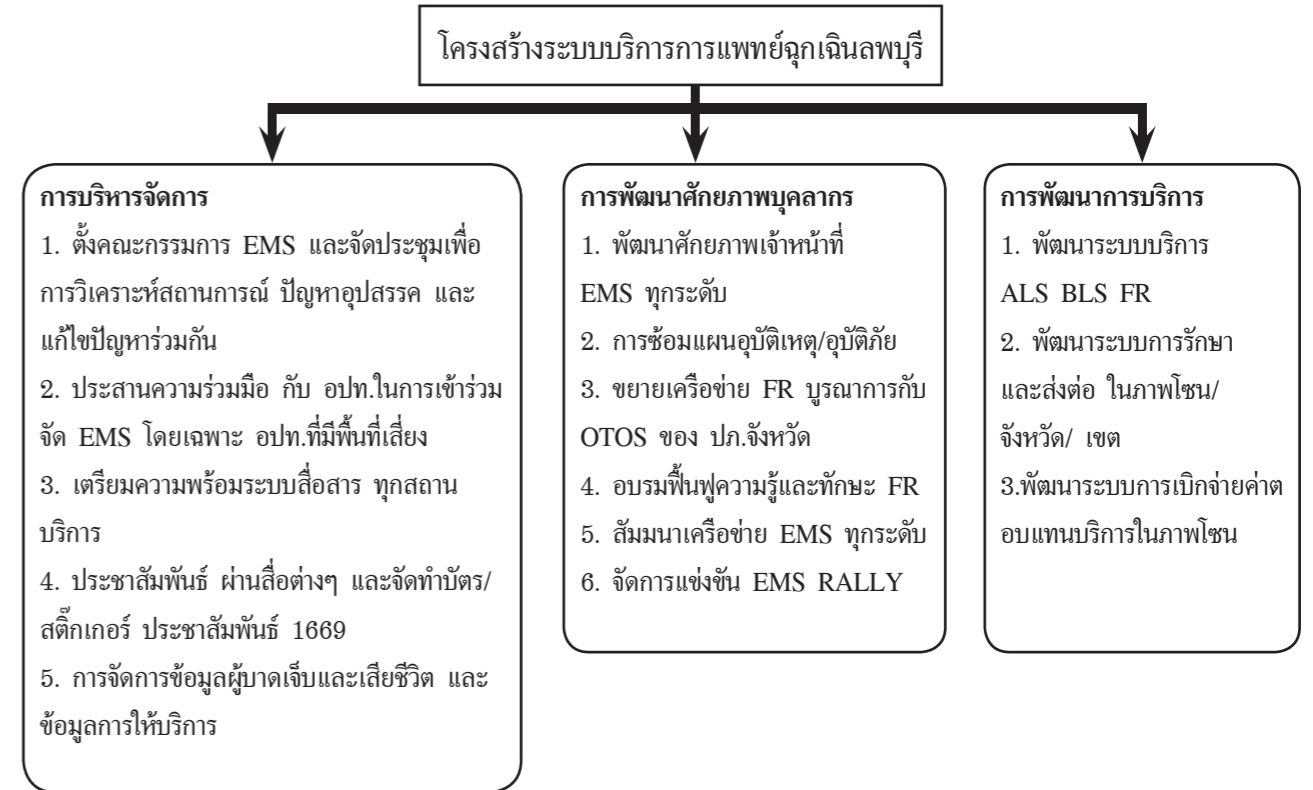 โครงสร้างระบบบริการการแพทย์ฉุกเฉินลพบุรี
การบริหารจัดการ
1. ตั้งคณะกรรมการ EMS และจัดประชุมเพื่อ
การวิเคราะห์สถานการณ์ ปัญหาอุปสรรค และ
แก้ไขปัญหาร่วมกัน
2. ประสานความร่วมมือ กับ อปท.ในการเข้าร่วม
จัด EMS โดยเฉพาะ อปท.ที่มีพื้นที่เสี่ยง
3. เตรียมความพร้อมระบบสื่อสาร ทุกสถาน
บริการ
4. ประชาสัมพันธ์ ผ่านสื่อต่างๆ และจัดทำบัตร/
สติ๊กเกอร์ ประชาสัมพันธ์ 1669
5. การจัดการข้อมูลผู้บาดเจ็บและเสียชีวิต และ
ข้อมูลการให้บริการ
การพัฒนาศักยภาพบุคลากร
1. พัฒนาศักยภาพเจ้าหน้าที่
EMS ทุกระดับ
2. การซ้อมแผนอุบัติเหตุ/อุบัติภัย
3. ขยายเครือข่าย FR บูรณาการกับ
OTOS ของ ปภ.จังหวัด
4. อบรมฟื้นฟูความรู้และทักษะ FR
5. สัมมนาเครือข่าย EMS ทุกระดับ
6. จัดการแข่งขัน EMS RALLY
การพัฒนาการบริการ
1. พัฒนาระบบบริการ
ALS BLS FR
2. พัฒนาระบบการรักษา
และส่งต่อ ในภาพโซน/
จังหวัด/ เขต
3.พัฒนาระบบการเบิกจ่ายค่าต
อบแทนบริการในภาพโซน